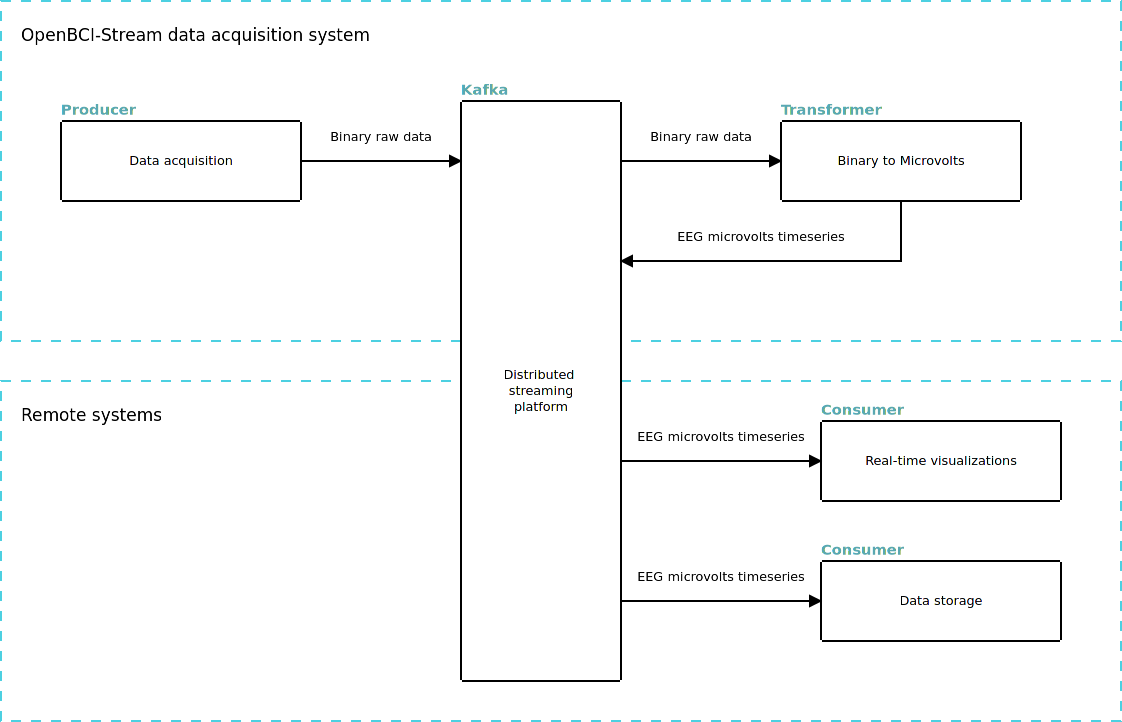 OpenBCI-Stream data acquisition system
Kafka
Producer
Transformer
Binary raw data
Binary raw data
Data acquisition
Binary to Microvolts
EEG microvolts timeseries
Distributed
streaming
platform
Remote systems
Consumer
EEG microvolts timeseries
Real-time visualizations
Consumer
EEG microvolts timeseries
Data storage